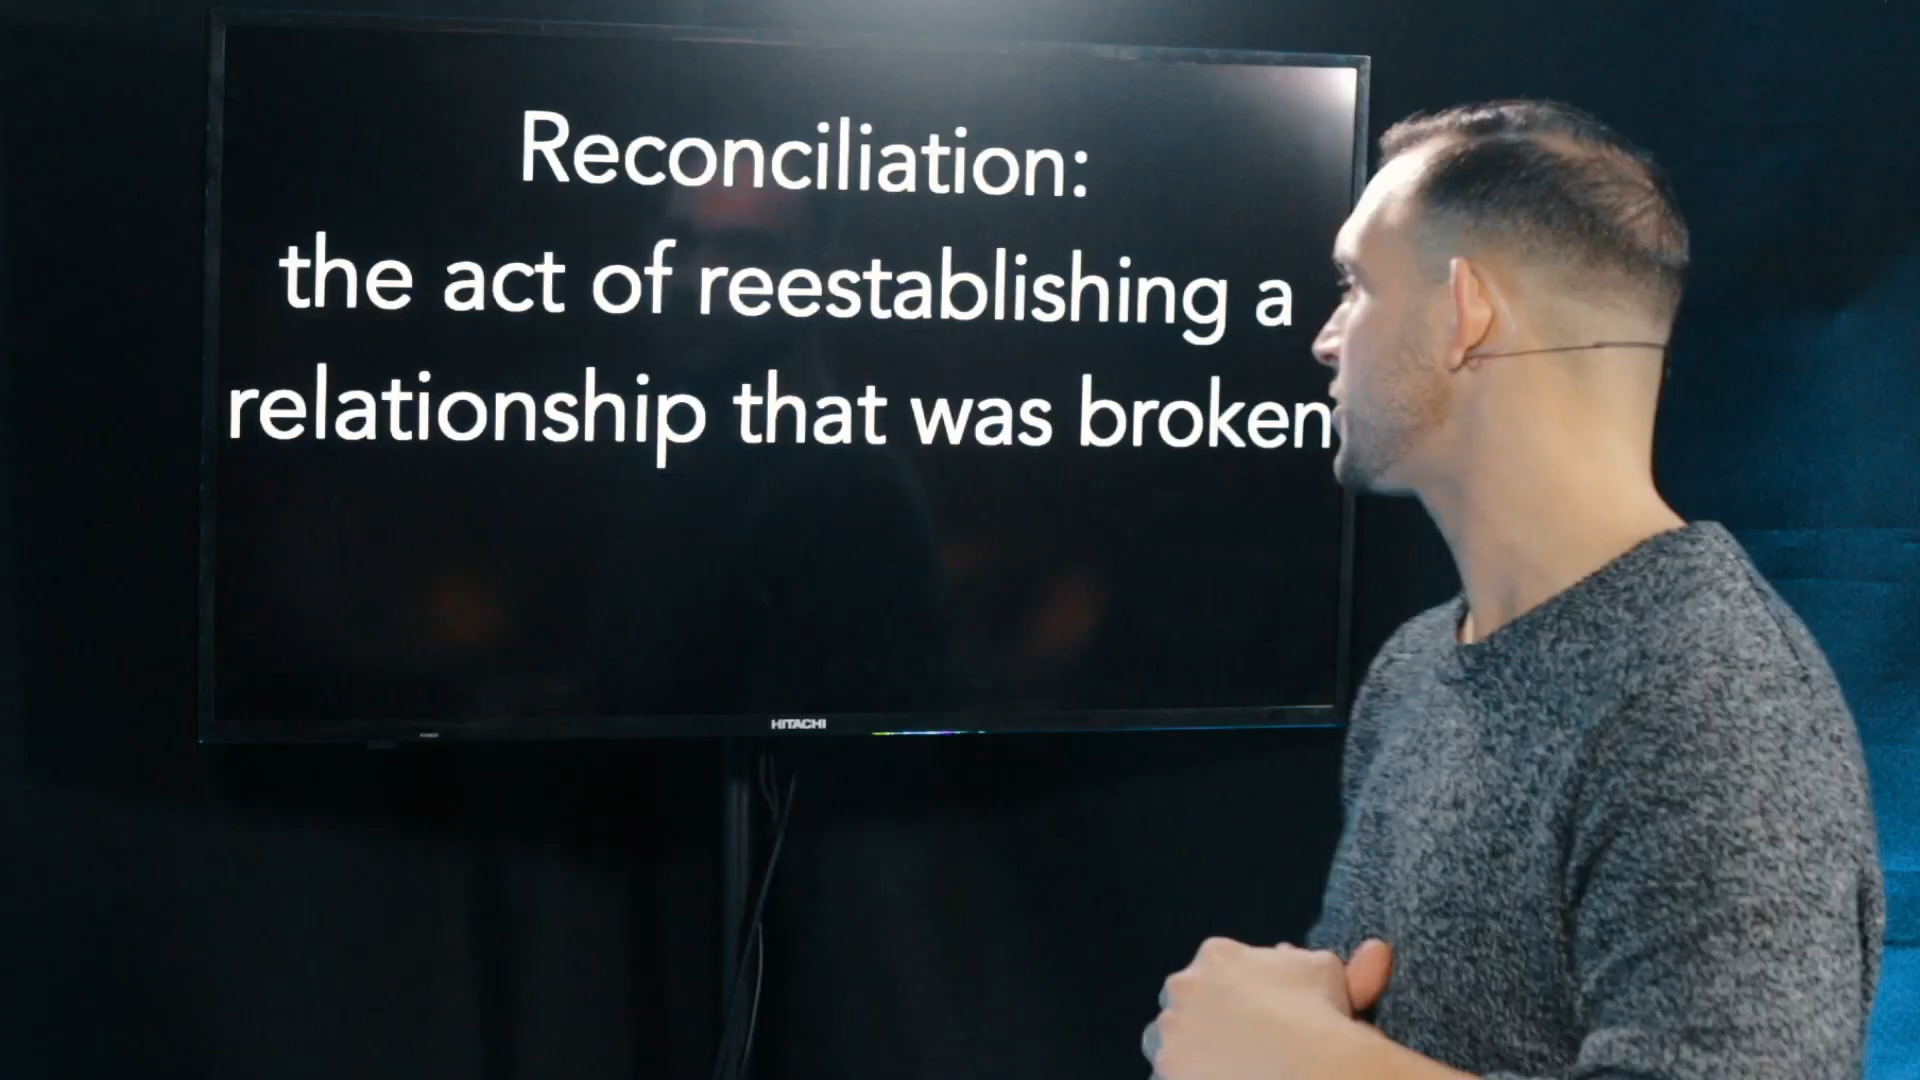 Reconciliation:
the act of reestablishing a
relationship that was broken
HITACHI